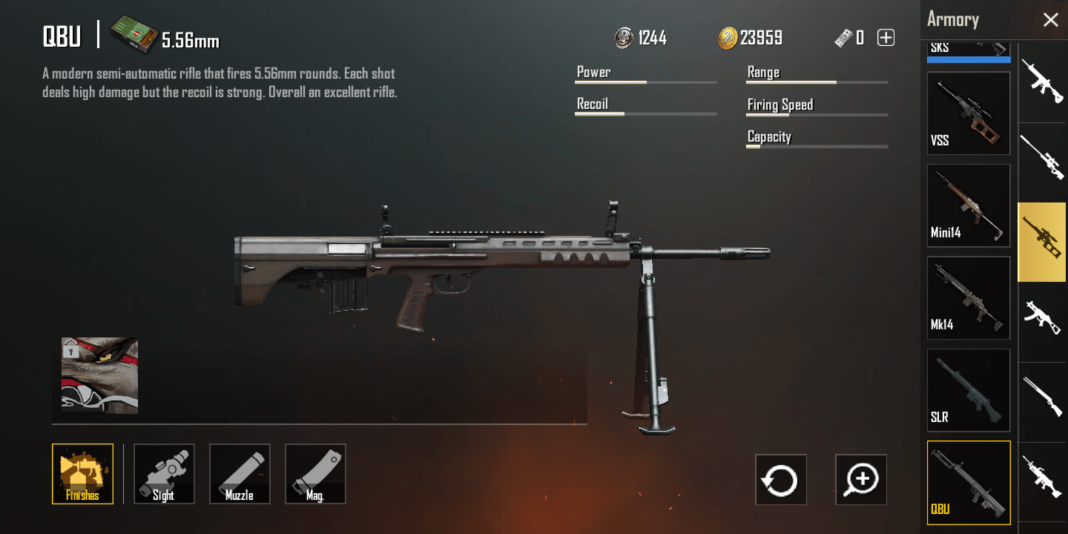 QBU
5.56mm
1244
23959
0
Armory
A modern semi-automatic rifle that fires 5.56mm rounds. Each shot
deals high damage but the recoil is strong. Overall an excellent rifle.
Power
Recoil
Range
Firing Speed
Capacity
SKS
VSS
Mini14
Mk14
SLR
QBU
Finishes
Sight
Muzzle
Mag.